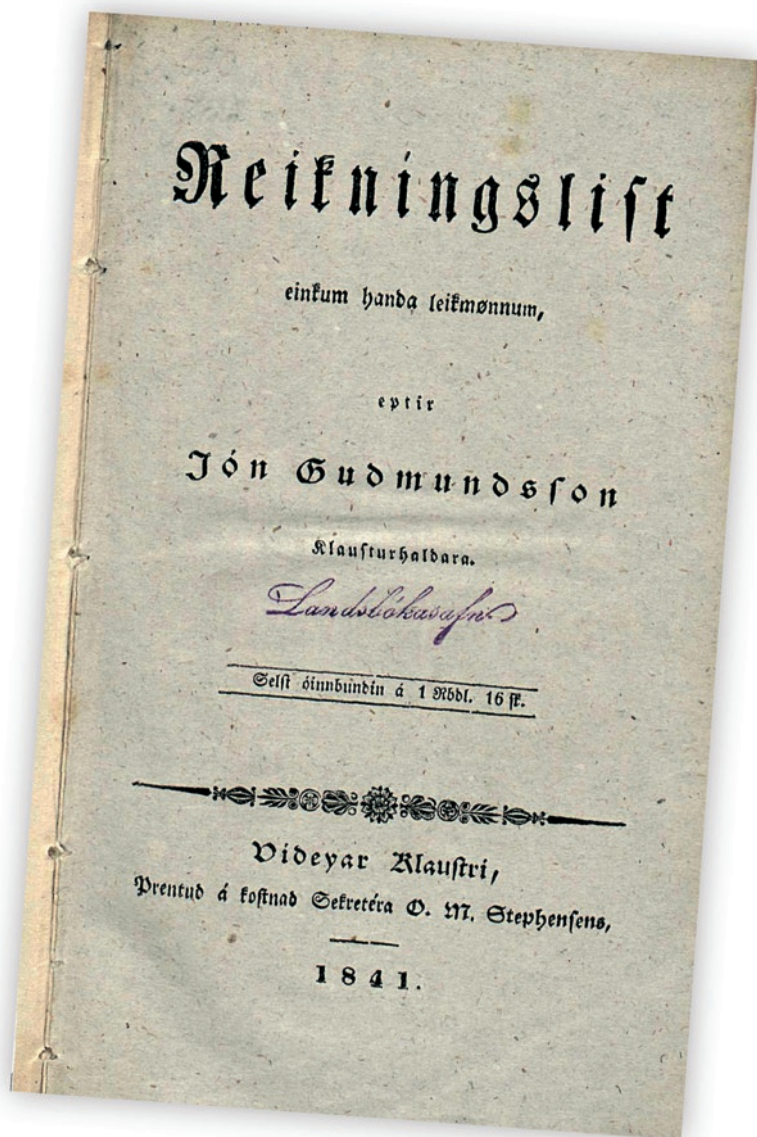 Reikningslist
einkum handa leikmønnum,
eptir
Jón Gudmundsson
Klausturhaldara.
Landsbókasafn
Selst óinnbundin á 1 Rbdl. 16 sk.
Videyar Klaustri,
Prentud á kostnad Sekretéra O. M. Stephensens,
1841.